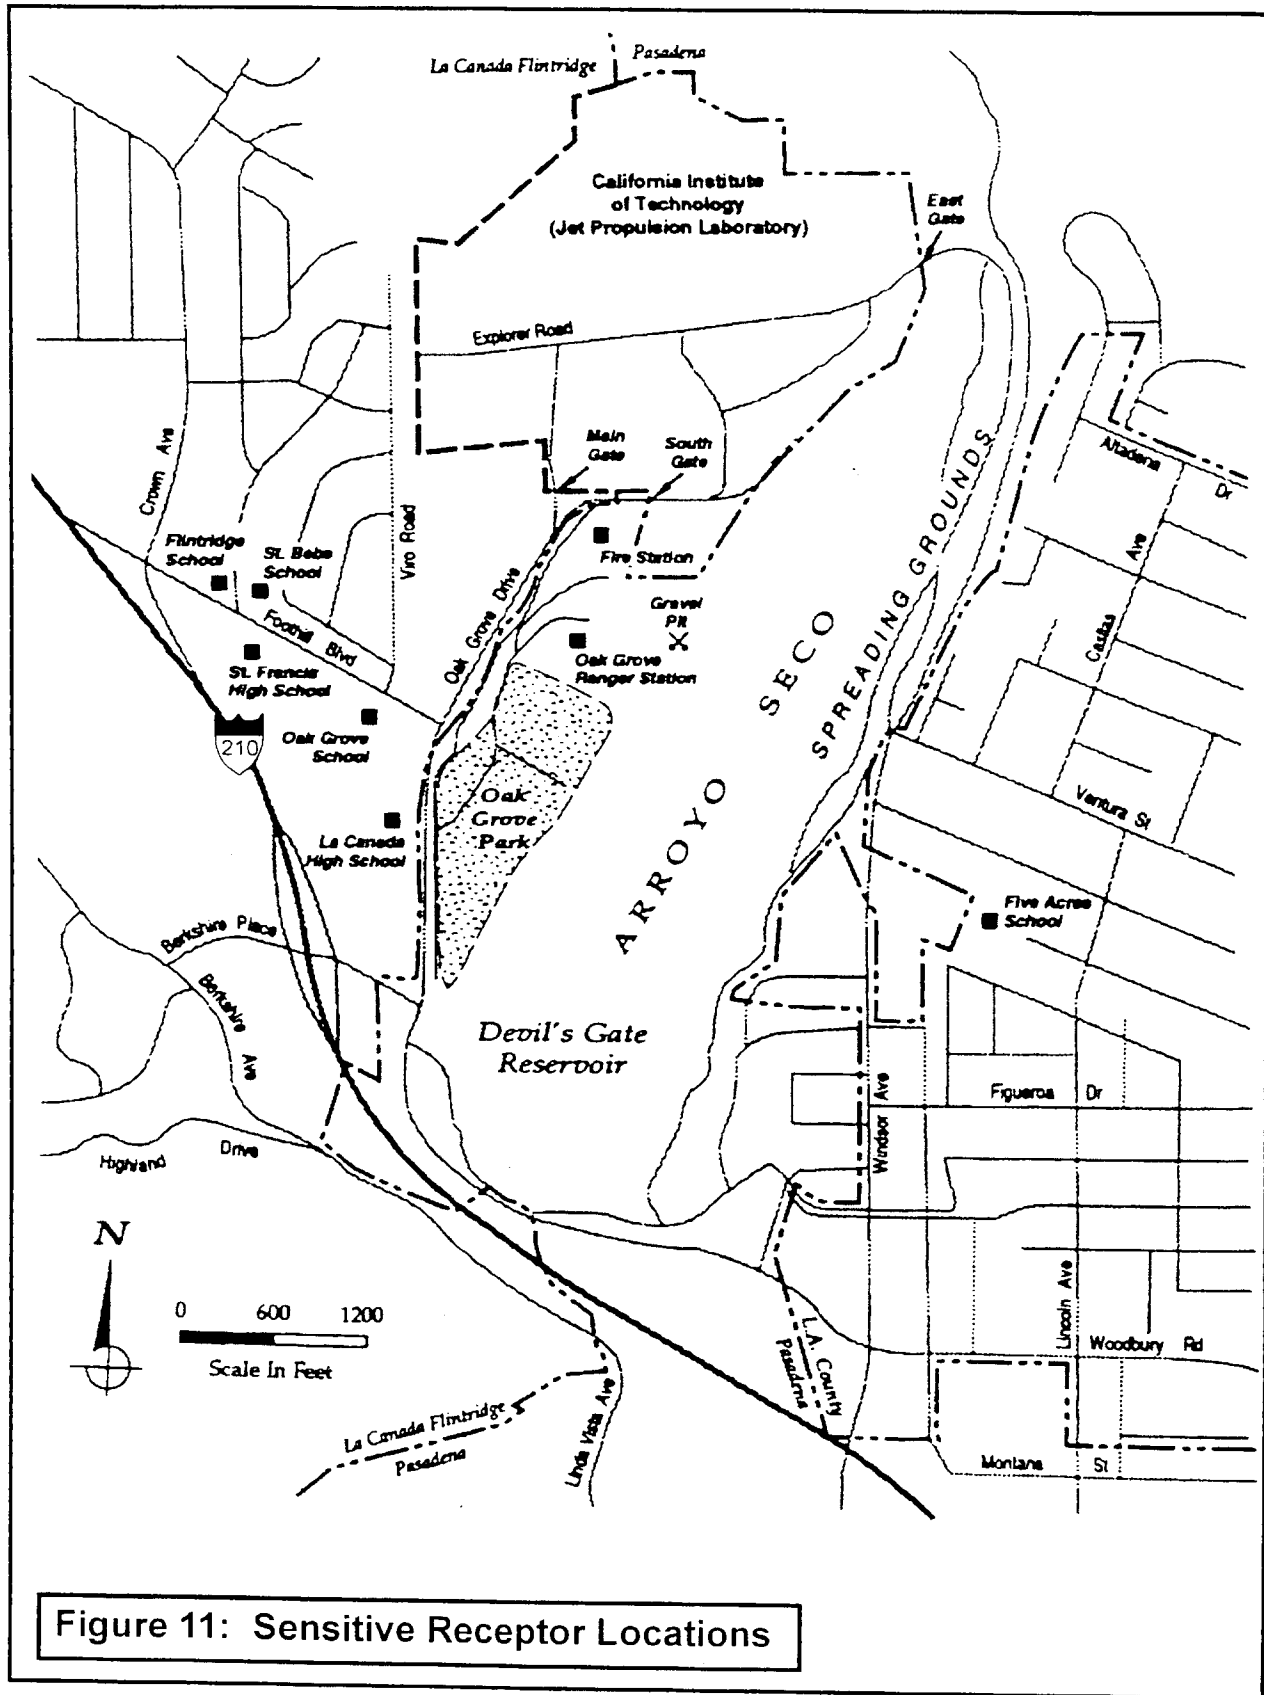 La Canada Flintridge
Pasadena
California Institute
of Technology
(Jet Propulsion Laboratory)
East
Gate
Explorer Road
Main
Gate
South
Gate
Altadena
Dr
Crown Ave
Viro Road
Flintridge
School
St. Bebe
School
Fire Station
Oak Grove Drive
Gravel
Pit
Foothill Blvd
Casitas
Ave
Oak Grove
Ranger Station
St. Francis
High School
210
Oak Grove
School
ARROYO SECO
SPREADING GROUNDS
Oak
Grove
Park
Ventura St
La Canada
High School
Five Acres
School
Berkshire Place
Berkshire
Ave
Devil's Gate
Reservoir
Figueroa Dr
Windsor Ave
Highland Drive
N
0 600 1200
Scale In Feet
Lincoln Ave
Woodbury Rd
L.A. County
Pasadena
La Canada Flintridge
Pasadena
Linda Vista Ave
Montana St
Figure 11: Sensitive Receptor Locations